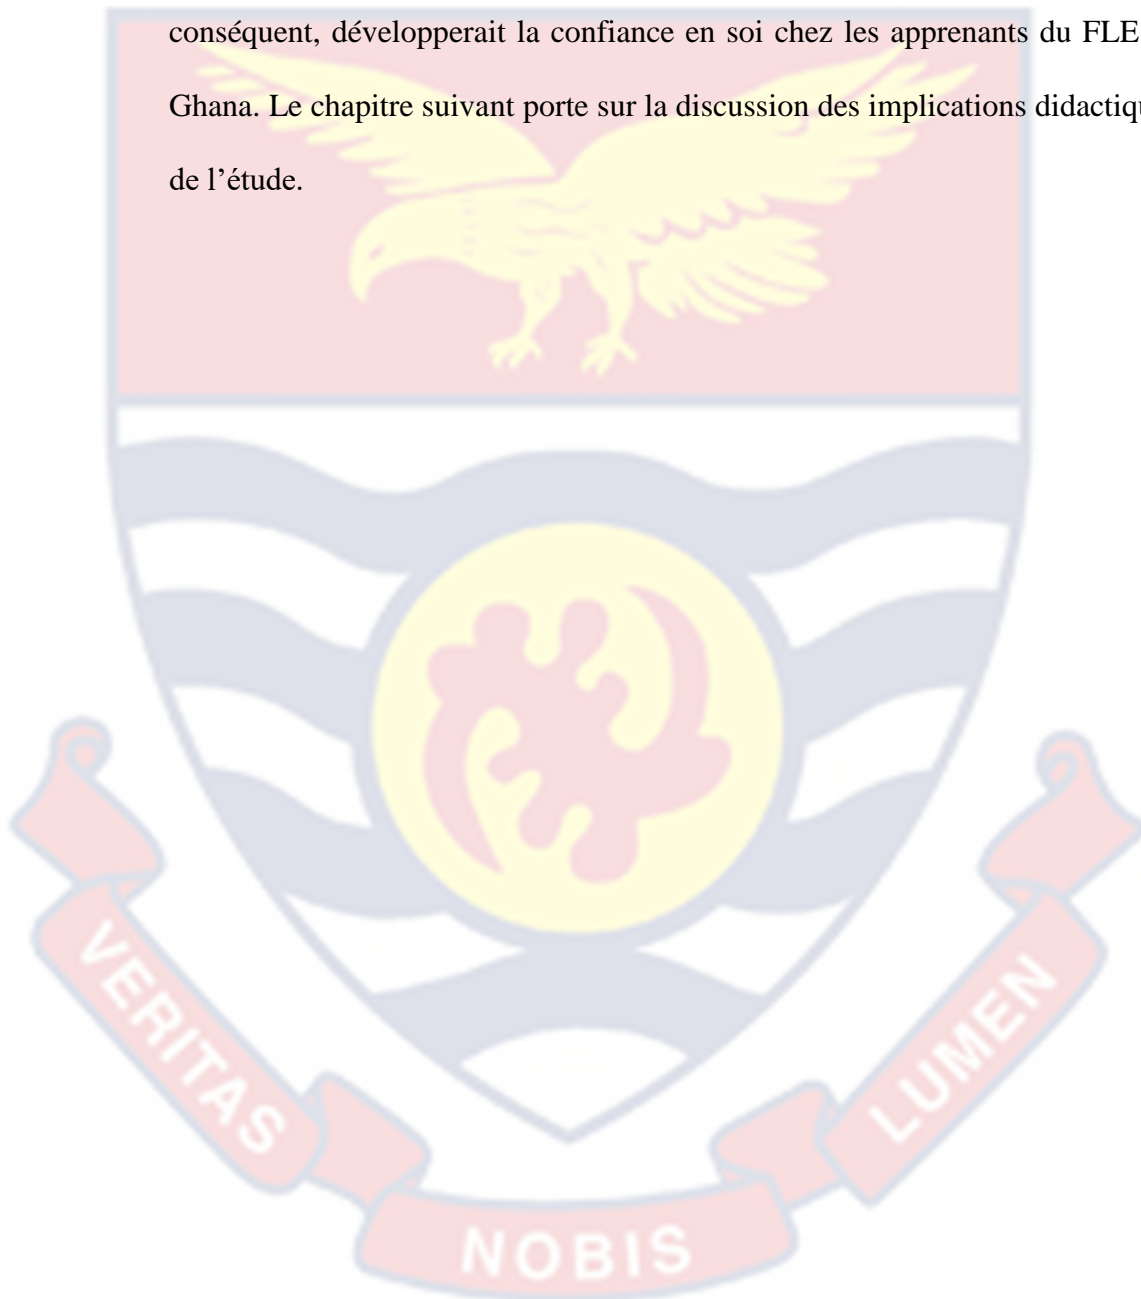 conséquent, développerait la confiance en soi chez les apprenants du FLE
Ghana. Le chapitre suivant porte sur la discussion des implications
de l'étude.
VERITAS
NOBIS
LUMEN